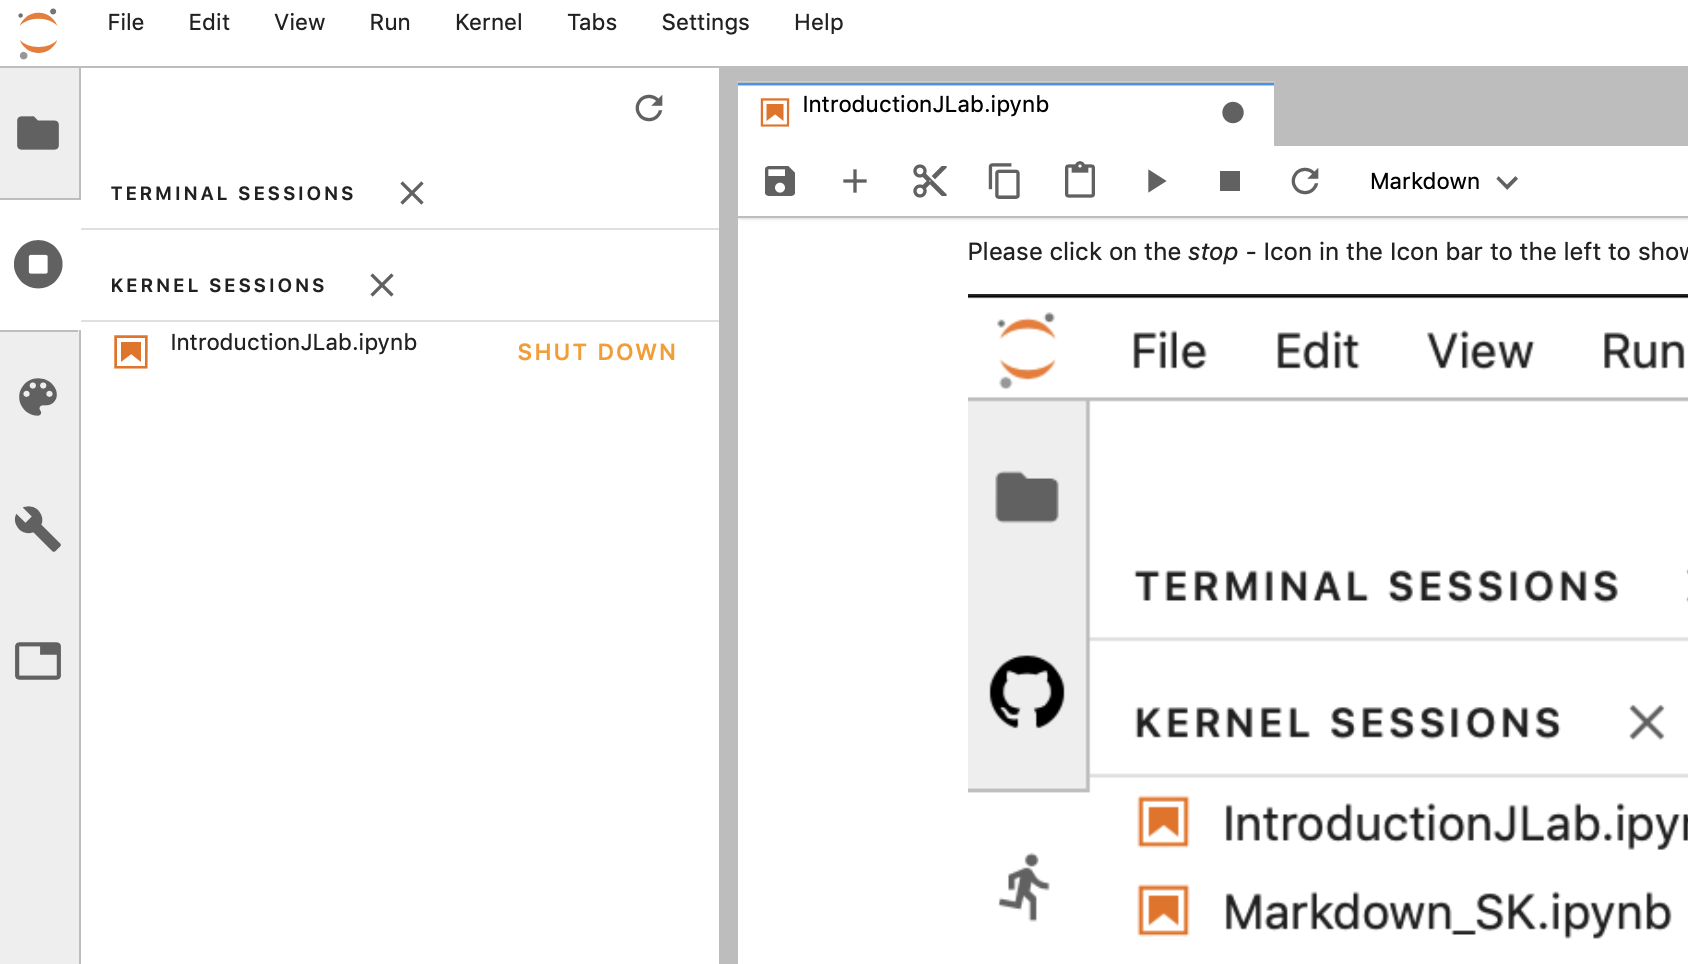 File Edit View Run Kernel Tabs Settings Help
TERMINAL SESSIONS
KERNEL SESSIONS
IntroductionJLab.ipynb SHUT DOWN
IntroductionJLab.ipynb
Markdown
Please click on the stop - Icon in the Icon bar to the left to show
File Edit View Run
TERMINAL SESSIONS
KERNEL SESSIONS
IntroductionJLab.ipyn
Markdown_SK.ipynb